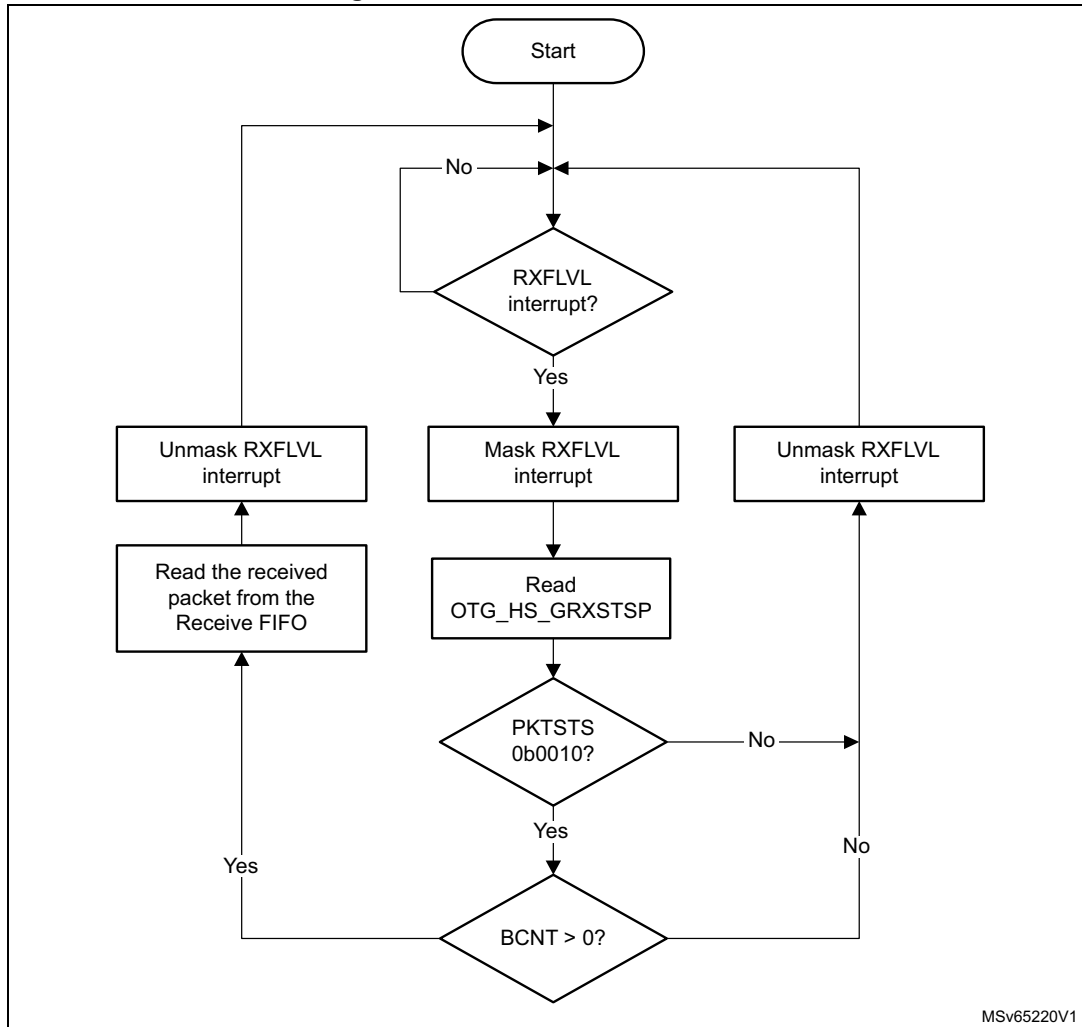 Start
No
RXFLVL
interrupt?
Yes
Unmask RXFLVL
interrupt
Mask RXFLVL
interrupt
Unmask RXFLVL
interrupt
Read the received
packet from the
Receive FIFO
Read
OTG_HS_GRXSTSP
PKTSTS
0b0010?
No
Yes
Yes
No
BCNT > 0?
MSv65220V1